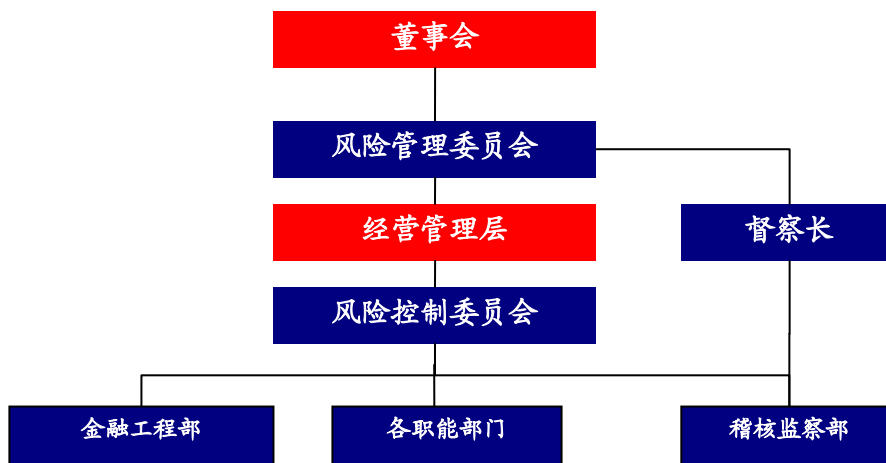 董事会
风险管理委员会
经营管理层
督察长
风险控制委员会
金融工程部
各职能部门
稽核监察部